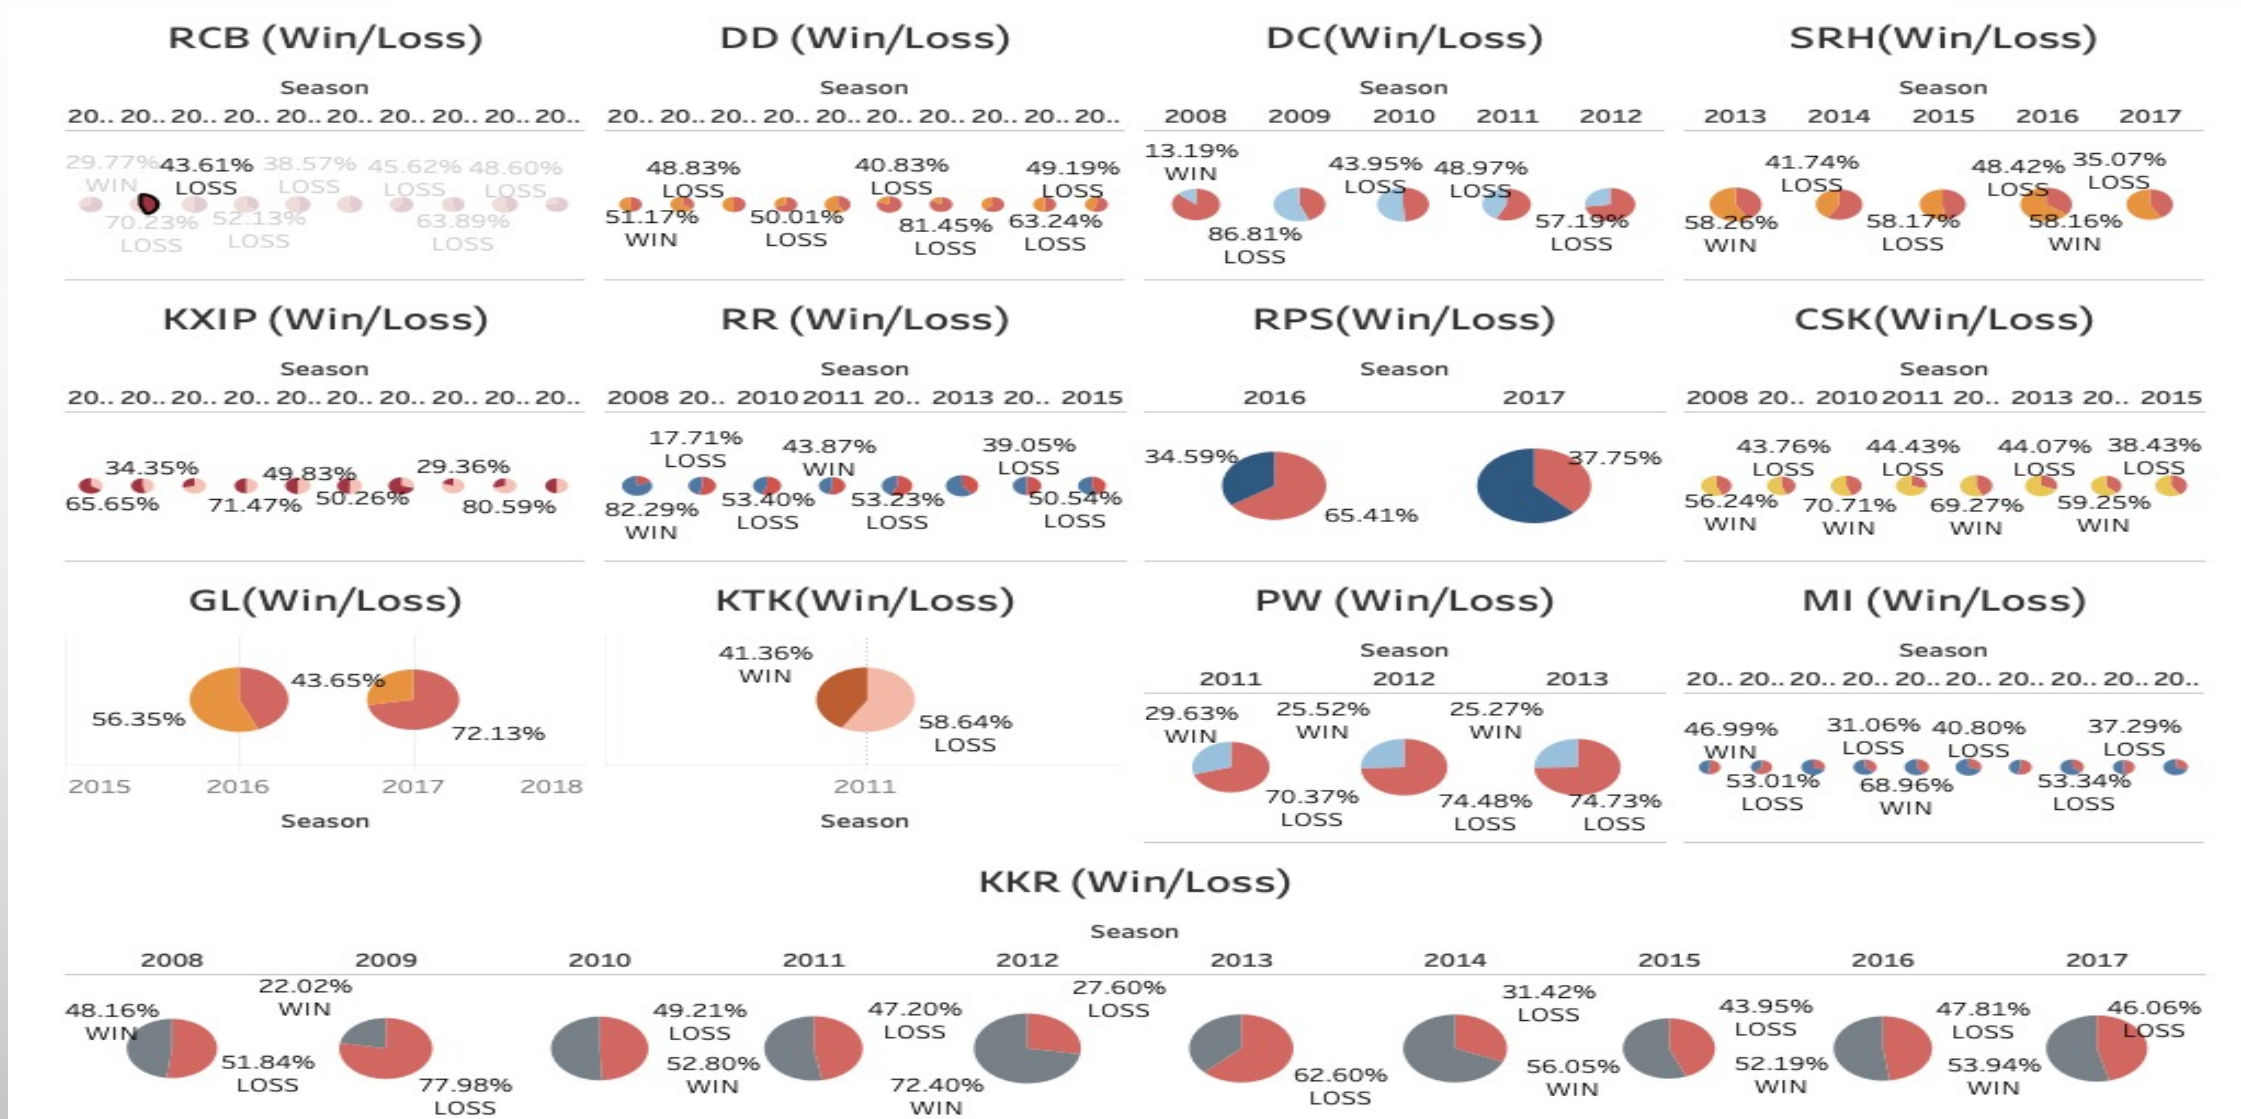 RCB (Win/Loss)
Season
20.. 20.. 20.. 20.. 20.. 20.. 20.. 20.. 20.. 20..
29.77%
WIN
43.61%
LOSS
38.57%
LOSS
45.62%
LOSS
48.60%
LOSS
70.23%
LOSS
52.13%
LOSS
63.89%
LOSS
DD (Win/Loss)
Season
20.. 20.. 20.. 20.. 20.. 20.. 20.. 20.. 20.. 20..
48.83%
LOSS
40.83%
LOSS
49.19%
LOSS
51.17%
WIN
50.01%
LOSS
81.45%
LOSS
63.24%
LOSS
DC(Win/Loss)
Season
2008 2009 2010 2011 2012
13.19%
WIN
43.95%
LOSS
48.97%
LOSS
86.81%
LOSS
57.19%
LOSS
SRH(Win/Loss)
Season
2013 2014 2015 2016 2017
41.74%
LOSS
48.42%
LOSS
35.07%
LOSS
58.26%
WIN
58.17%
LOSS
58.16%
WIN
KXIP (Win/Loss)
Season
20.. 20.. 20.. 20.. 20.. 20.. 20.. 20.. 20.. 20..
34.35%
49.83%
29.36%
65.65%
71.47%
50.26%
80.59%
RR (Win/Loss)
Season
2008 20.. 2010 2011 20.. 2013 20.. 2015
17.71%
LOSS
43.87%
WIN
39.05%
LOSS
82.29%
WIN
53.40%
LOSS
53.23%
LOSS
50.54%
LOSS
RPS(Win/Loss)
Season
2016 2017
34.59%
65.41%
37.75%
CSK(Win/Loss)
Season
2008 20.. 2010 2011 20.. 2013 20.. 2015
43.76%
LOSS
44.43%
LOSS
44.07%
LOSS
38.43%
LOSS
56.24%
WIN
70.71%
WIN
69.27%
WIN
59.25%
WIN
GL(Win/Loss)
43.65%
56.35%
72.13%
2015 2016 2017 2018
Season
KTK(Win/Loss)
41.36%
WIN
58.64%
LOSS
2011
Season
PW (Win/Loss)
Season
2011 2012 2013
29.63%
WIN
25.52%
WIN
25.27%
WIN
70.37%
LOSS
74.48%
LOSS
74.73%
LOSS
MI (Win/Loss)
Season
20.. 20.. 20.. 20.. 20.. 20.. 20.. 20.. 20.. 20..
46.99%
WIN
31.06%
LOSS
40.80%
LOSS
37.29%
LOSS
53.01%
LOSS
68.96%
WIN
53.34%
LOSS
KKR (Win/Loss)
Season
2008 2009 2010 2011 2012 2013 2014 2015 2016 2017
48.16%
WIN
51.84%
LOSS
22.02%
WIN
77.98%
LOSS
49.21%
LOSS
52.80%
WIN
47.20%
LOSS
72.40%
WIN
27.60%
LOSS
62.60%
LOSS
31.42%
LOSS
56.05%
WIN
43.95%
LOSS
52.19%
WIN
47.81%
LOSS
53.94%
WIN
46.06%
LOSS